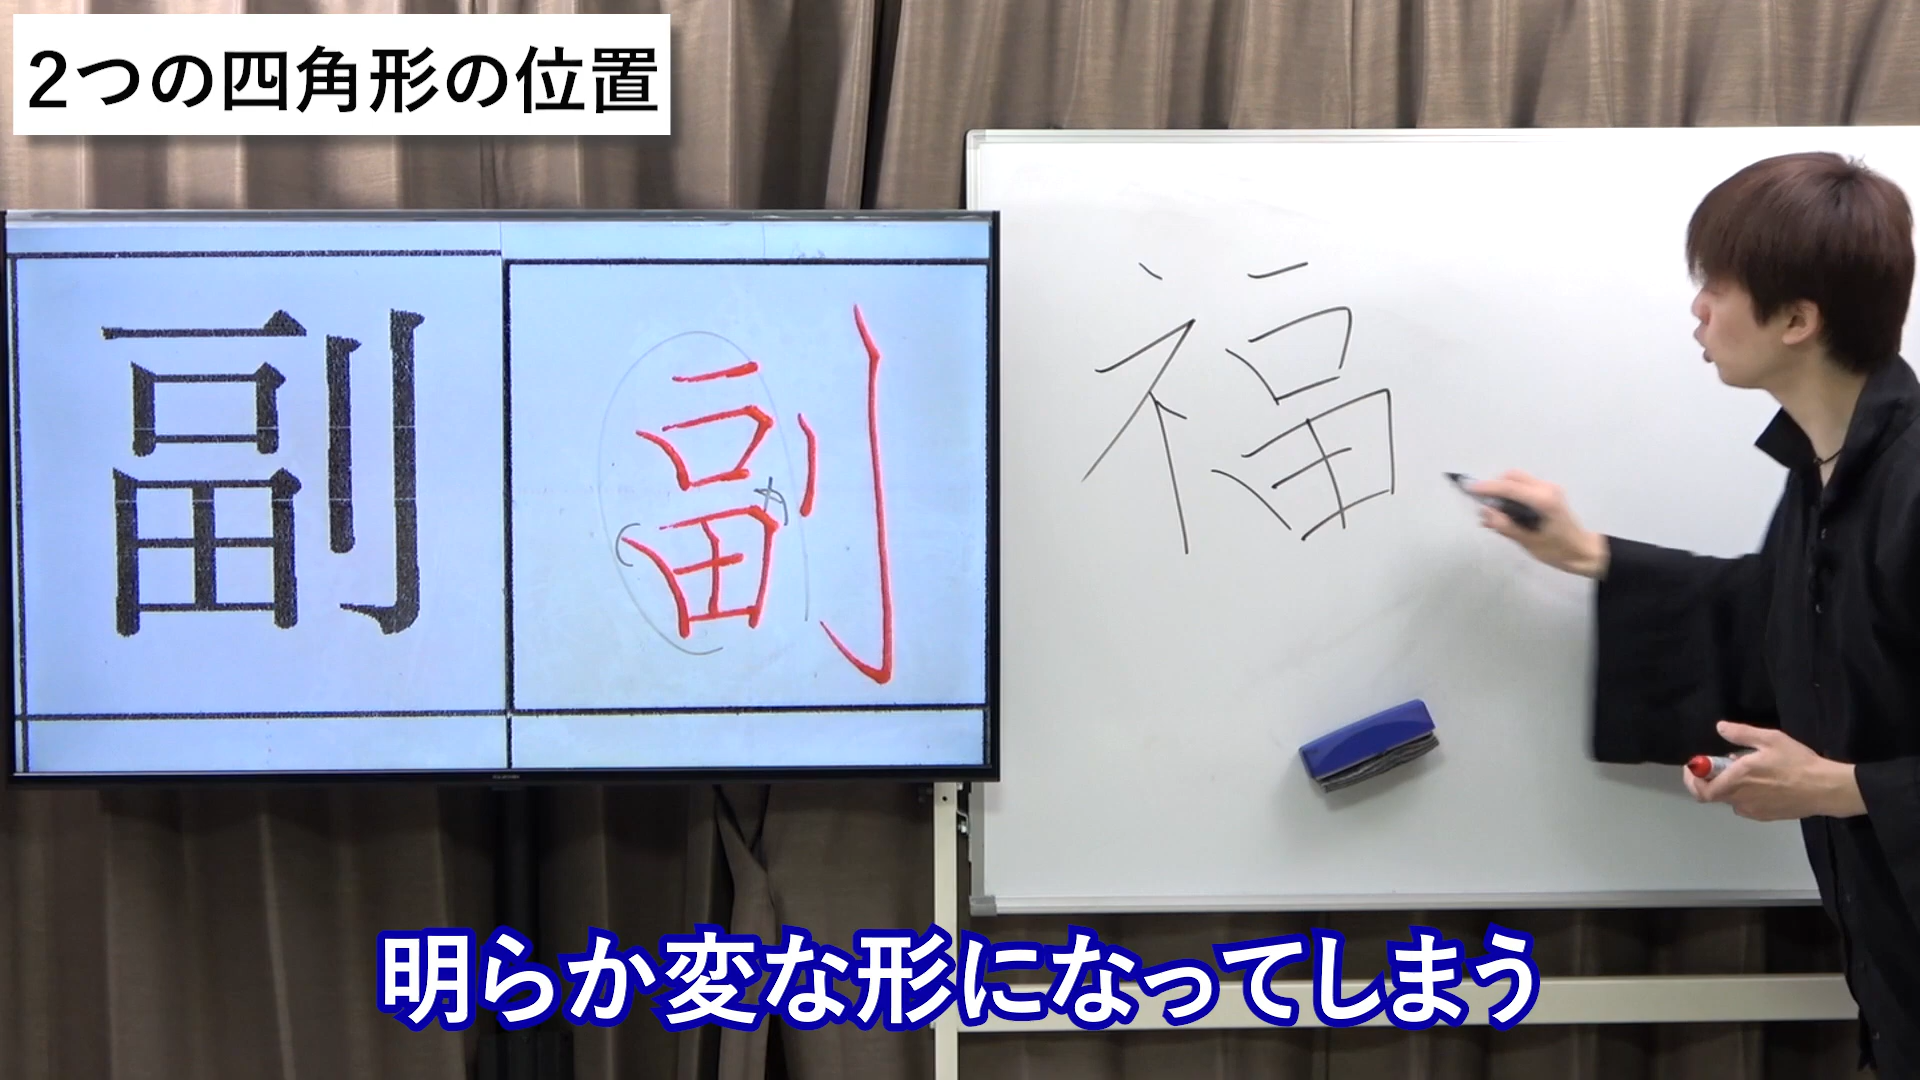 2つの四角形の位置
副 副
福
明らか変な形になってしまう